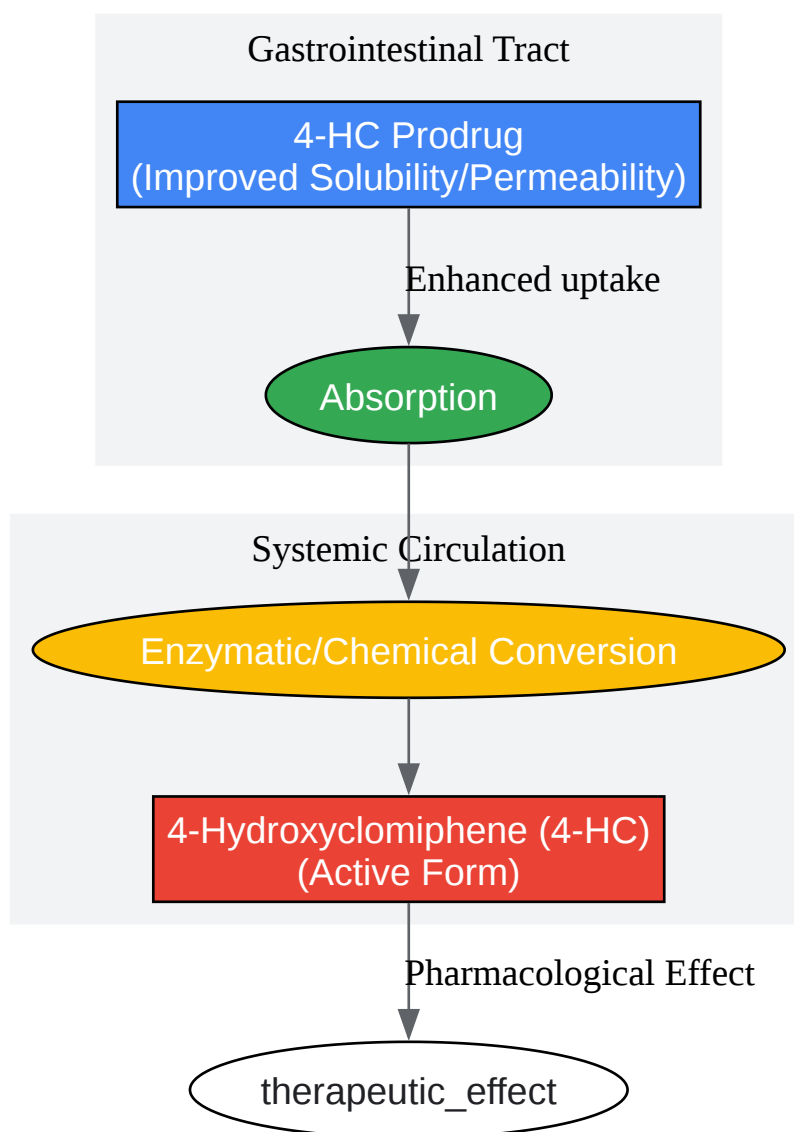 Gastrointestinal Tract
4-HC Prodrug
(Improved Solubility/Permeability)
Enhanced uptake
Absorption
Systemic Circulation
Enzymatic/Chemical Conversion
4-Hydroxyclomiphene (4-HC)
(Active Form)
Pharmacological Effect
therapeutic_effect